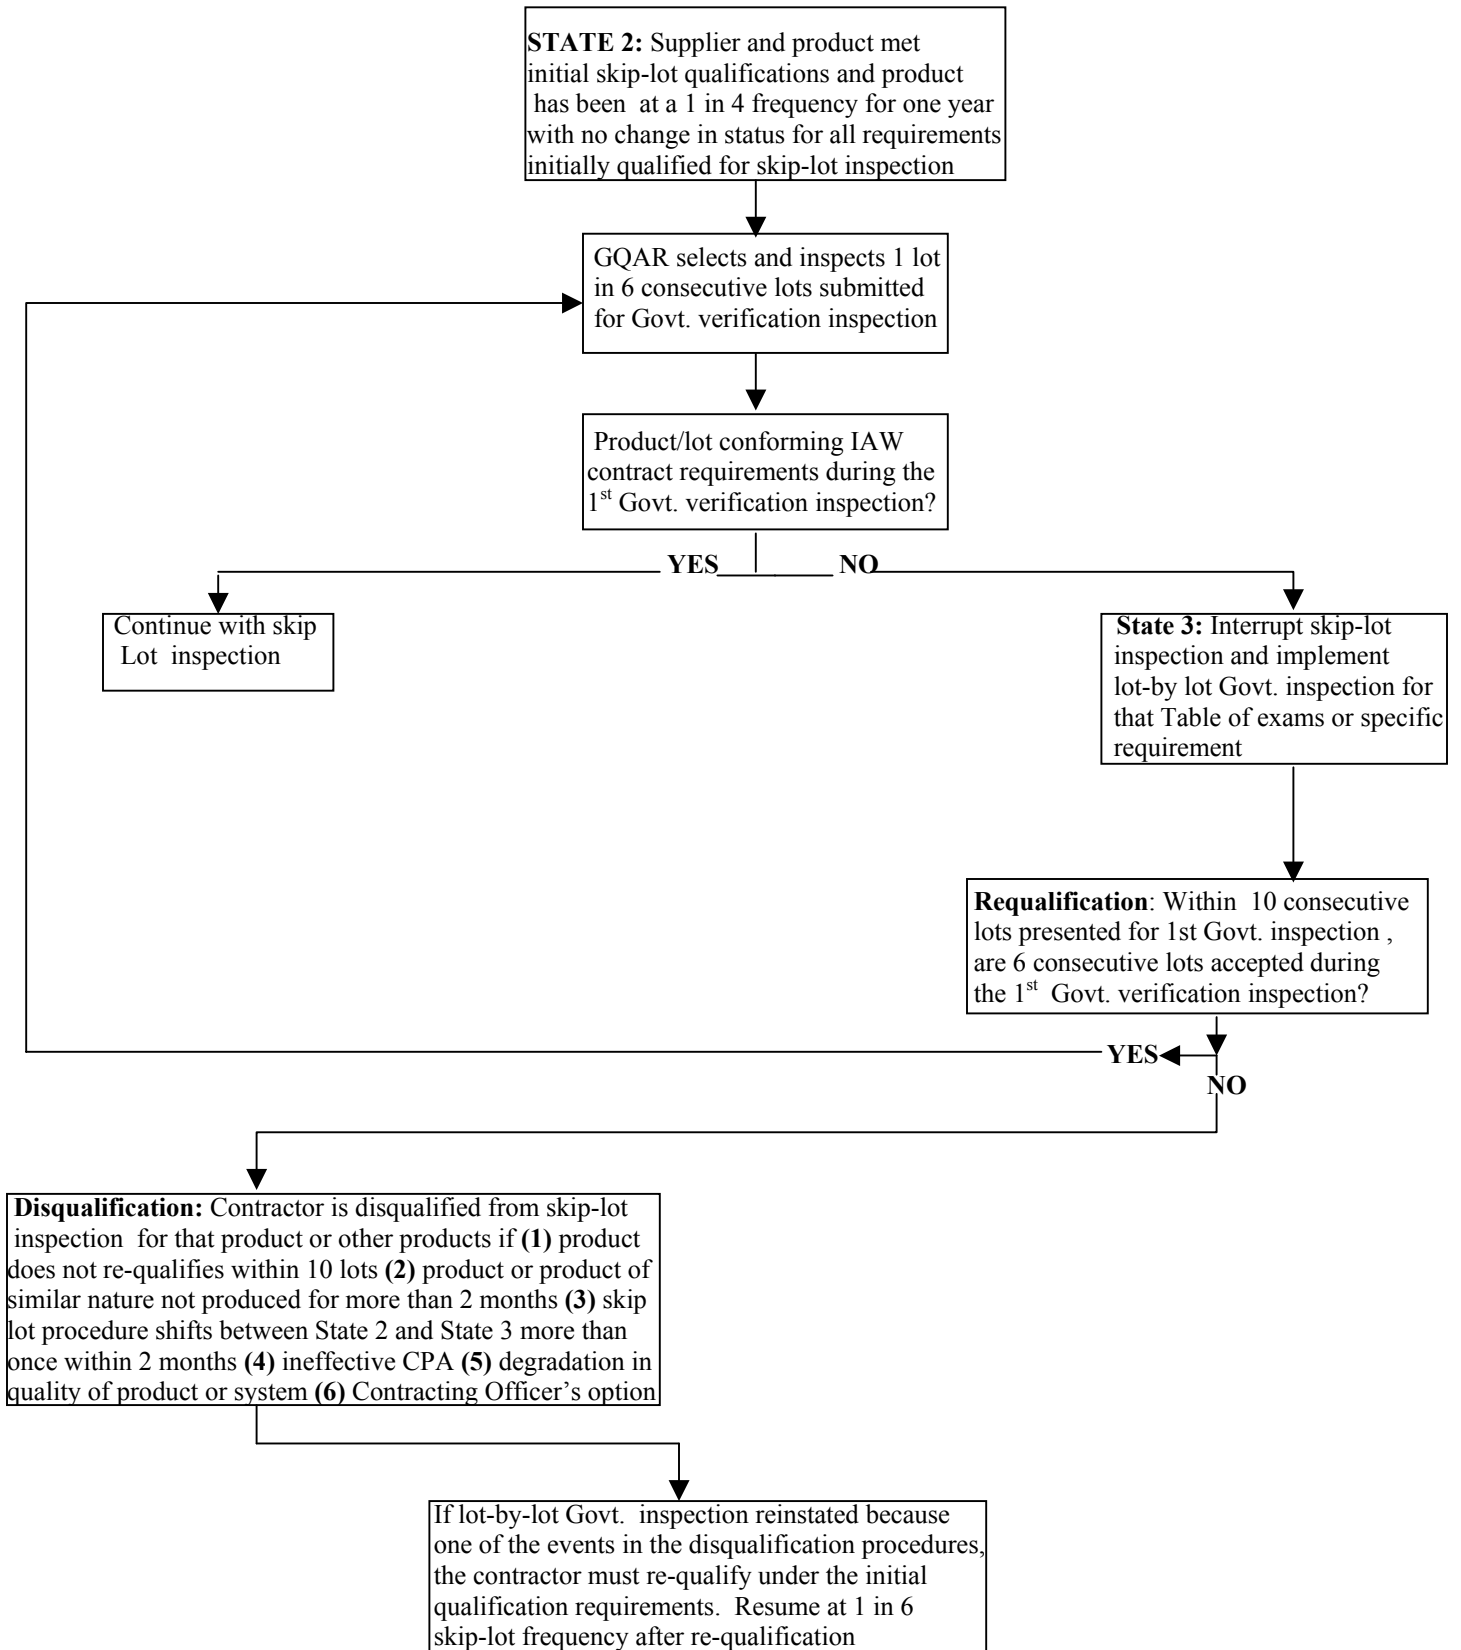 STATE 2: Supplier and product met
initial skip-lot qualifications and product
has been at a 1 in 4 frequency for one year
with no change in status for all requirements
initially qualified for skip-lot inspection
GQAR selects and inspects 1 lot
in 6 consecutive lots submitted
for Govt. verification inspection
Product/lot conforming IAW
contract requirements during the
1st Govt. verification inspection?
YES NO
Continue with skip
Lot inspection
State 3: Interrupt skip-lot
inspection and implement
lot-by lot Govt. inspection for
that Table of exams or specific
requirement
Requalification: Within 10 consecutive
lots presented for 1st Govt. inspection ,
are 6 consecutive lots accepted during
the 1st Govt. verification inspection?
YES
NO
Disqualification: Contractor is disqualified from skip-lot
inspection for that product or other products if (1) product
does not re-qualifies within 10 lots (2) product or product of
similar nature not produced for more than 2 months (3) skip
lot procedure shifts between State 2 and State 3 more than
once within 2 months (4) ineffective CPA (5) degradation in
quality of product or system (6) Contracting Officer’s option
If lot-by-lot Govt. inspection reinstated because
one of the events in the disqualification procedures,
the contractor must re-qualify under the initial
qualification requirements. Resume at 1 in 6
skip-lot frequency after re-qualification